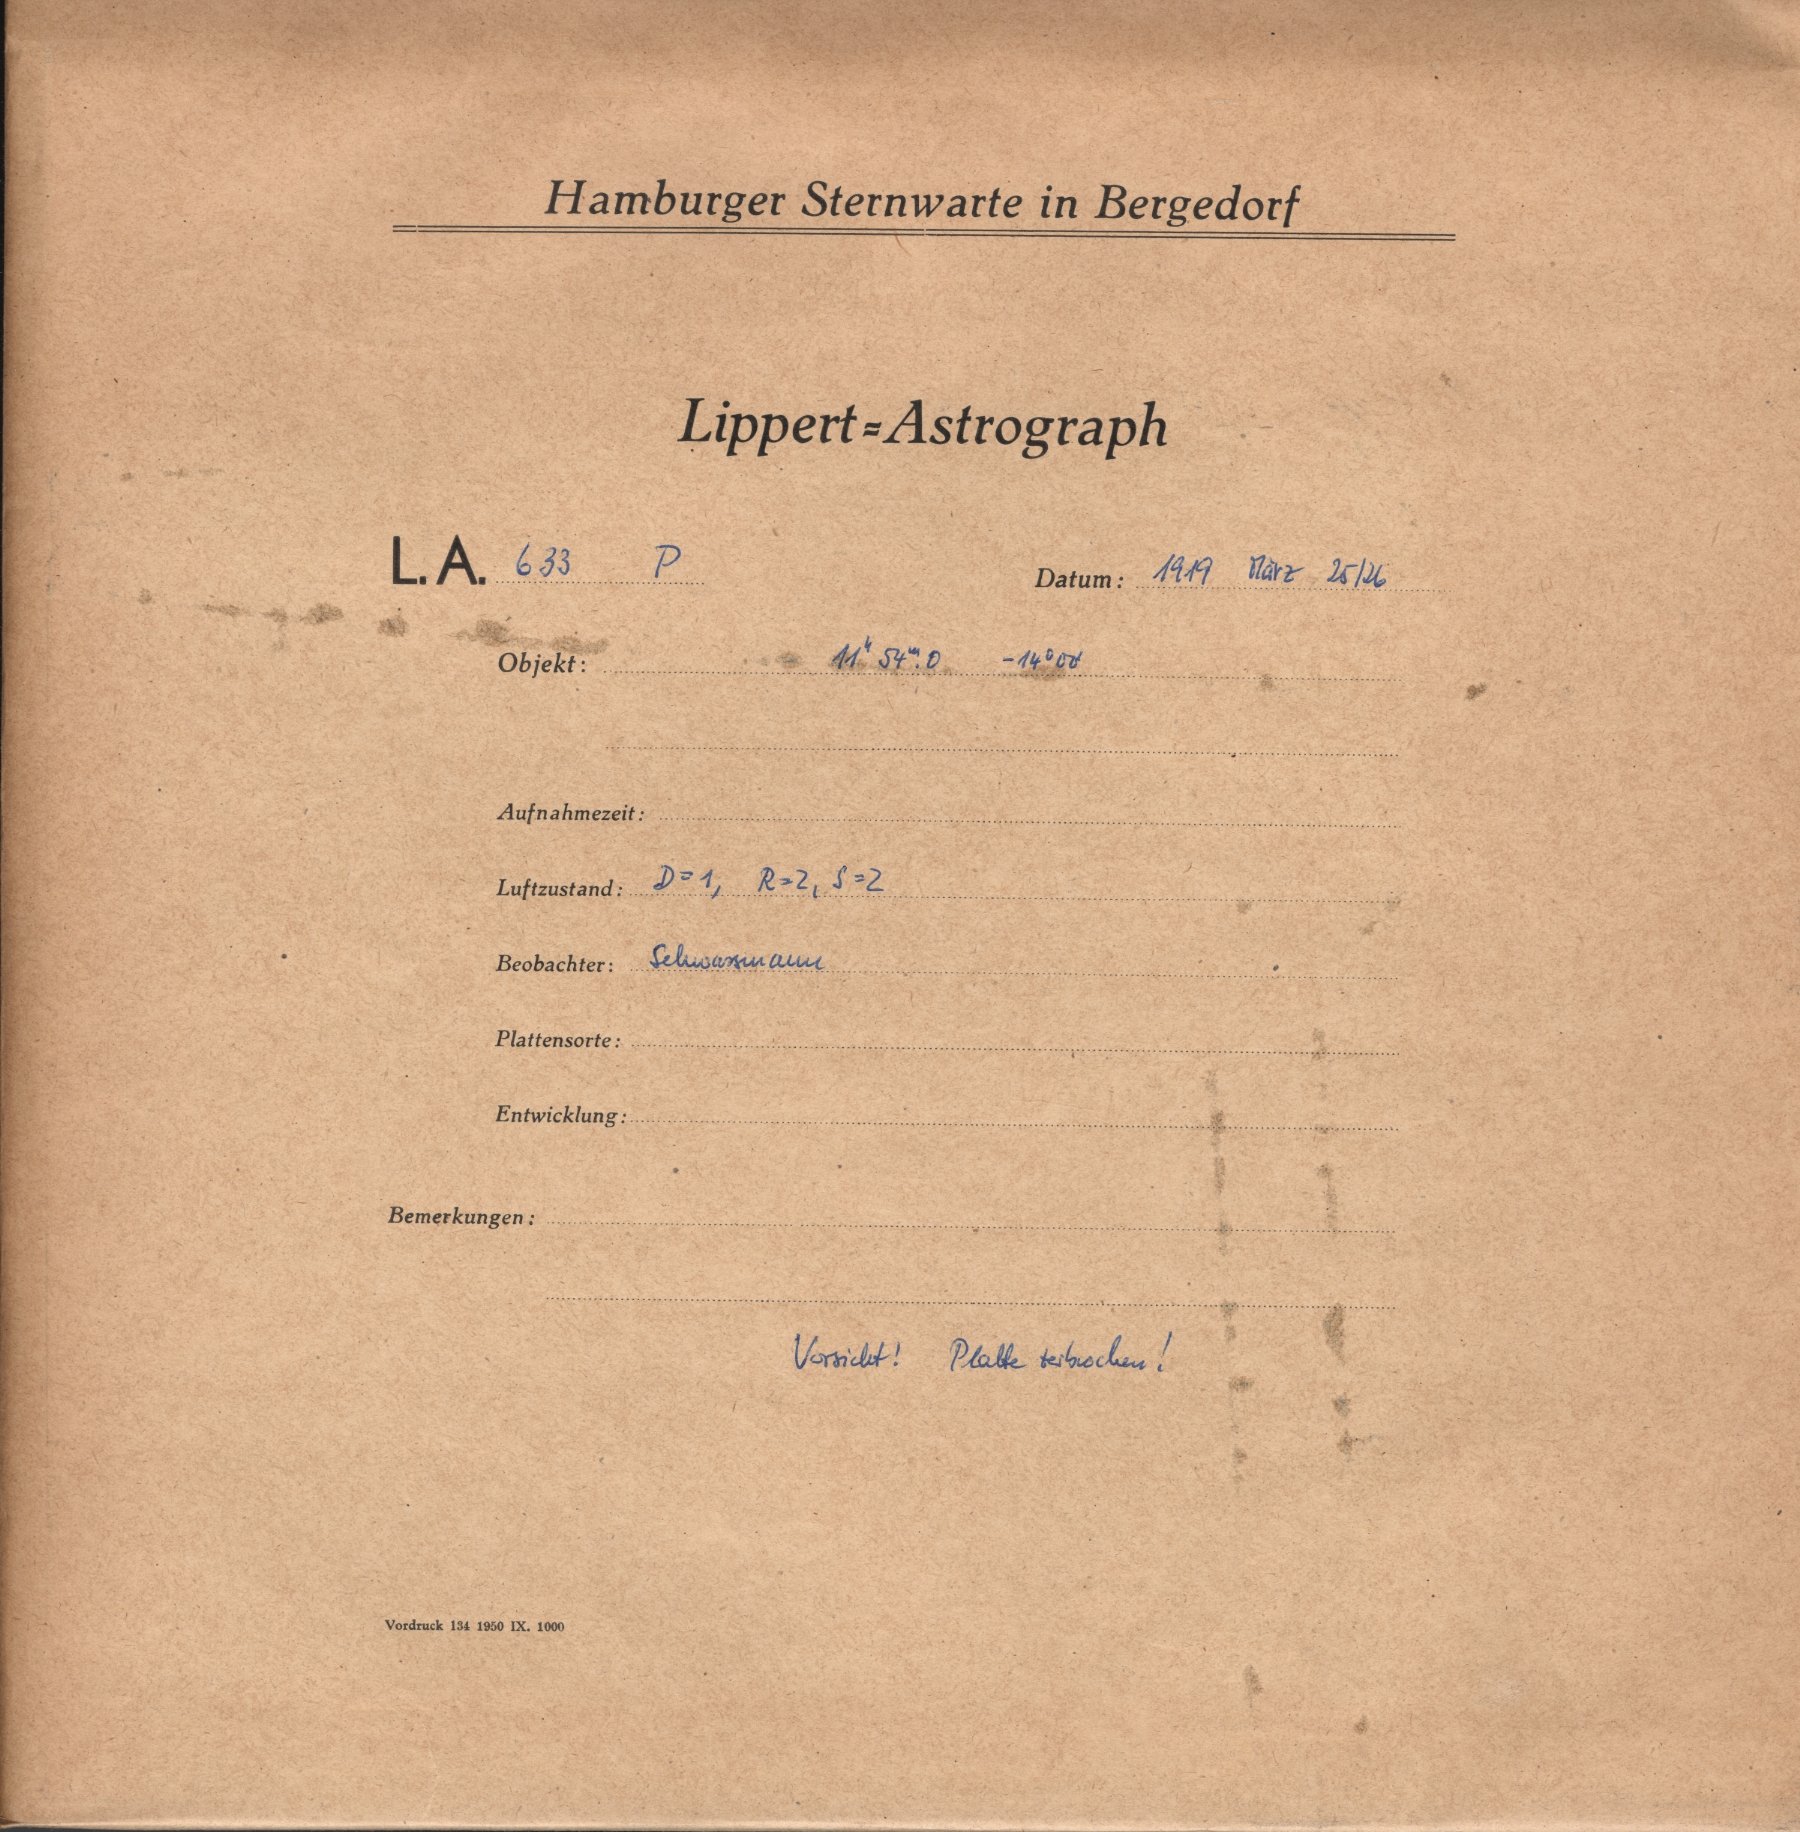 Hamburger Sternwarte in Bergedorf
Lippert=Astrograph
L. A. 633 P Datum: 1919 März 25/26
Objekt: 11ʰ 54ᵐ.0 -14°00'
Aufnahmezeit:
Luftzustand: D=1, R=2, S=2
Beobachter: Schwassmann
Plattensorte:
Entwicklung:
Bemerkungen:
Vorsicht! Platte zerbrochen!
Vordruck 134 1950 IX. 1000